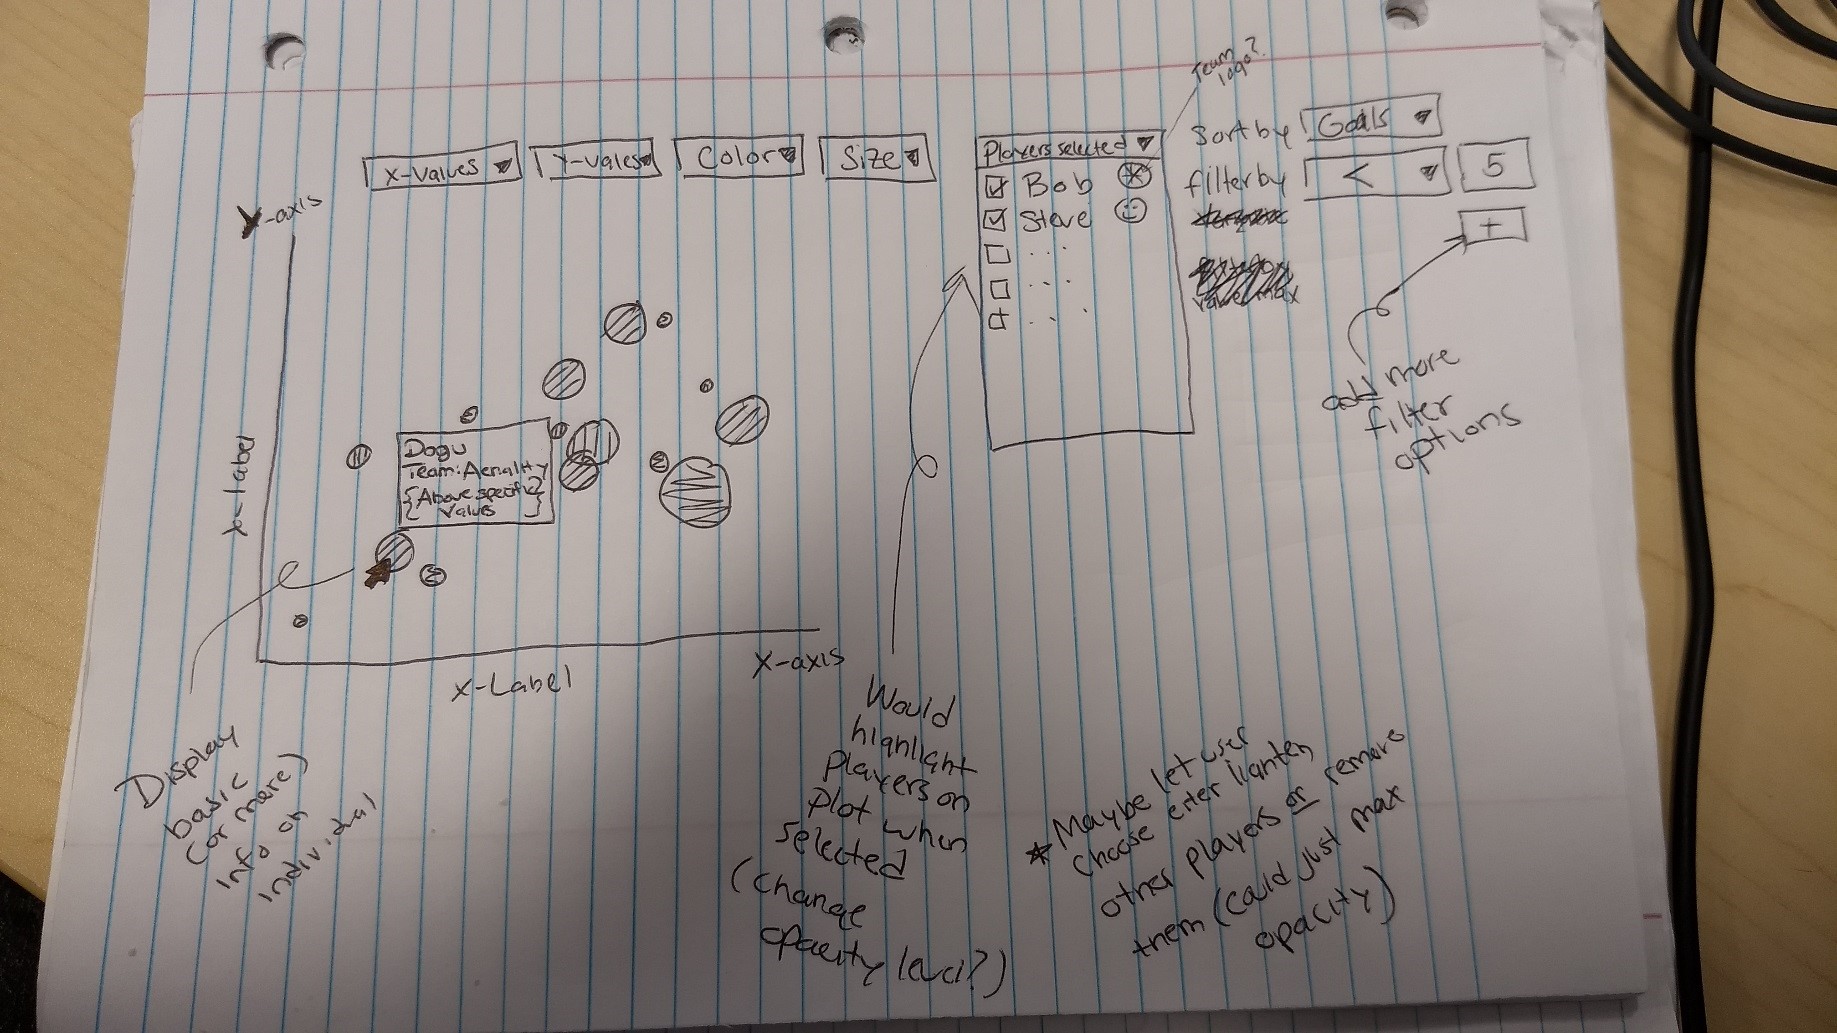 Team
logo?
X-Values
Y-Vales
Color
Size
Players selected
Bob
Steve
. . .
. . .
. . .
Sort by
Goals
filter by
<
5
+
add more
filter
options
Y-axis
y-label
Dogu
Team:
{Above specific
values}
X-axis
X-Label
Display
basic
(or more)
info on
individual
Would
highlight
Players on
Plot when
selected
(change
opacity level?)
* Maybe let user
choose eiter lighten
other players or remove
them (could just max
opacity)